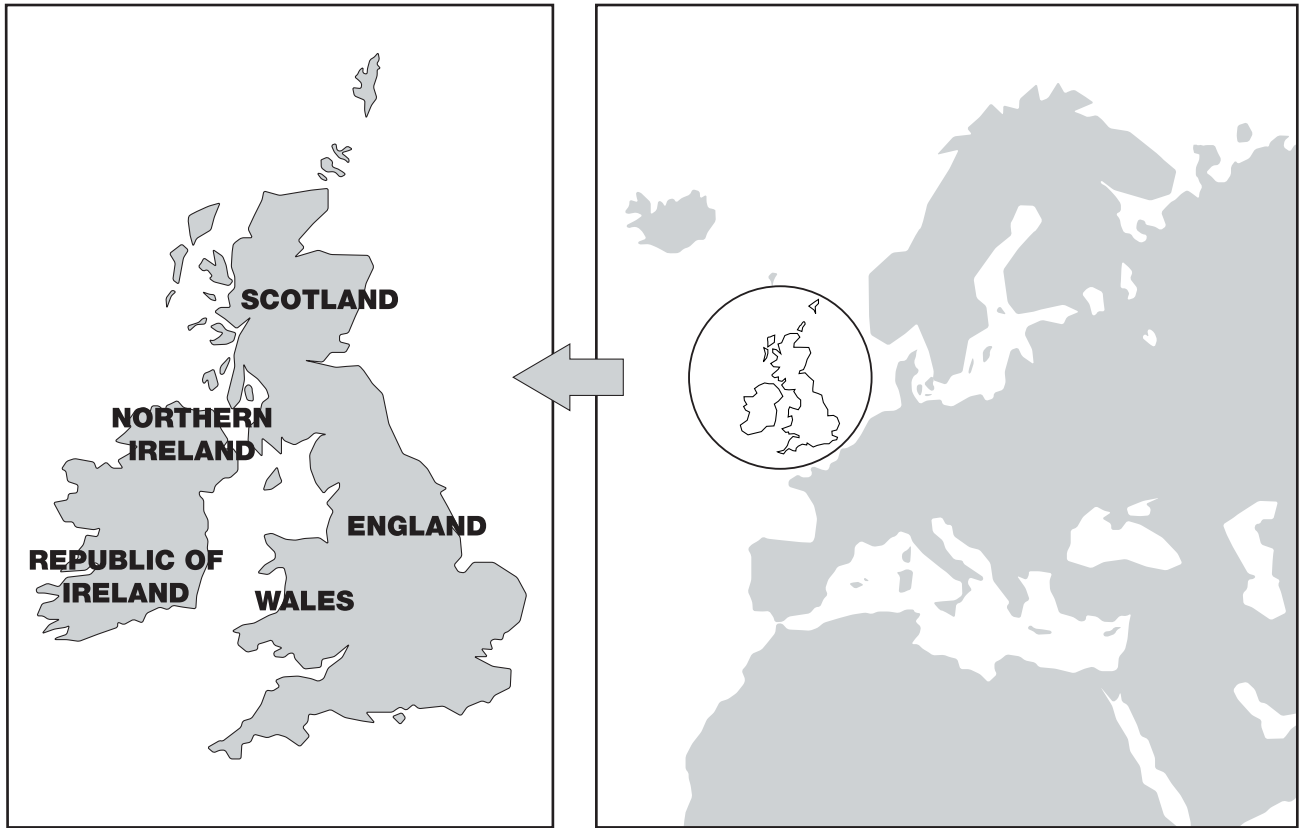 SCOTLAND
NORTHERN
IRELAND
ENGLAND
REPUBLIC OF
IRELAND
WALES